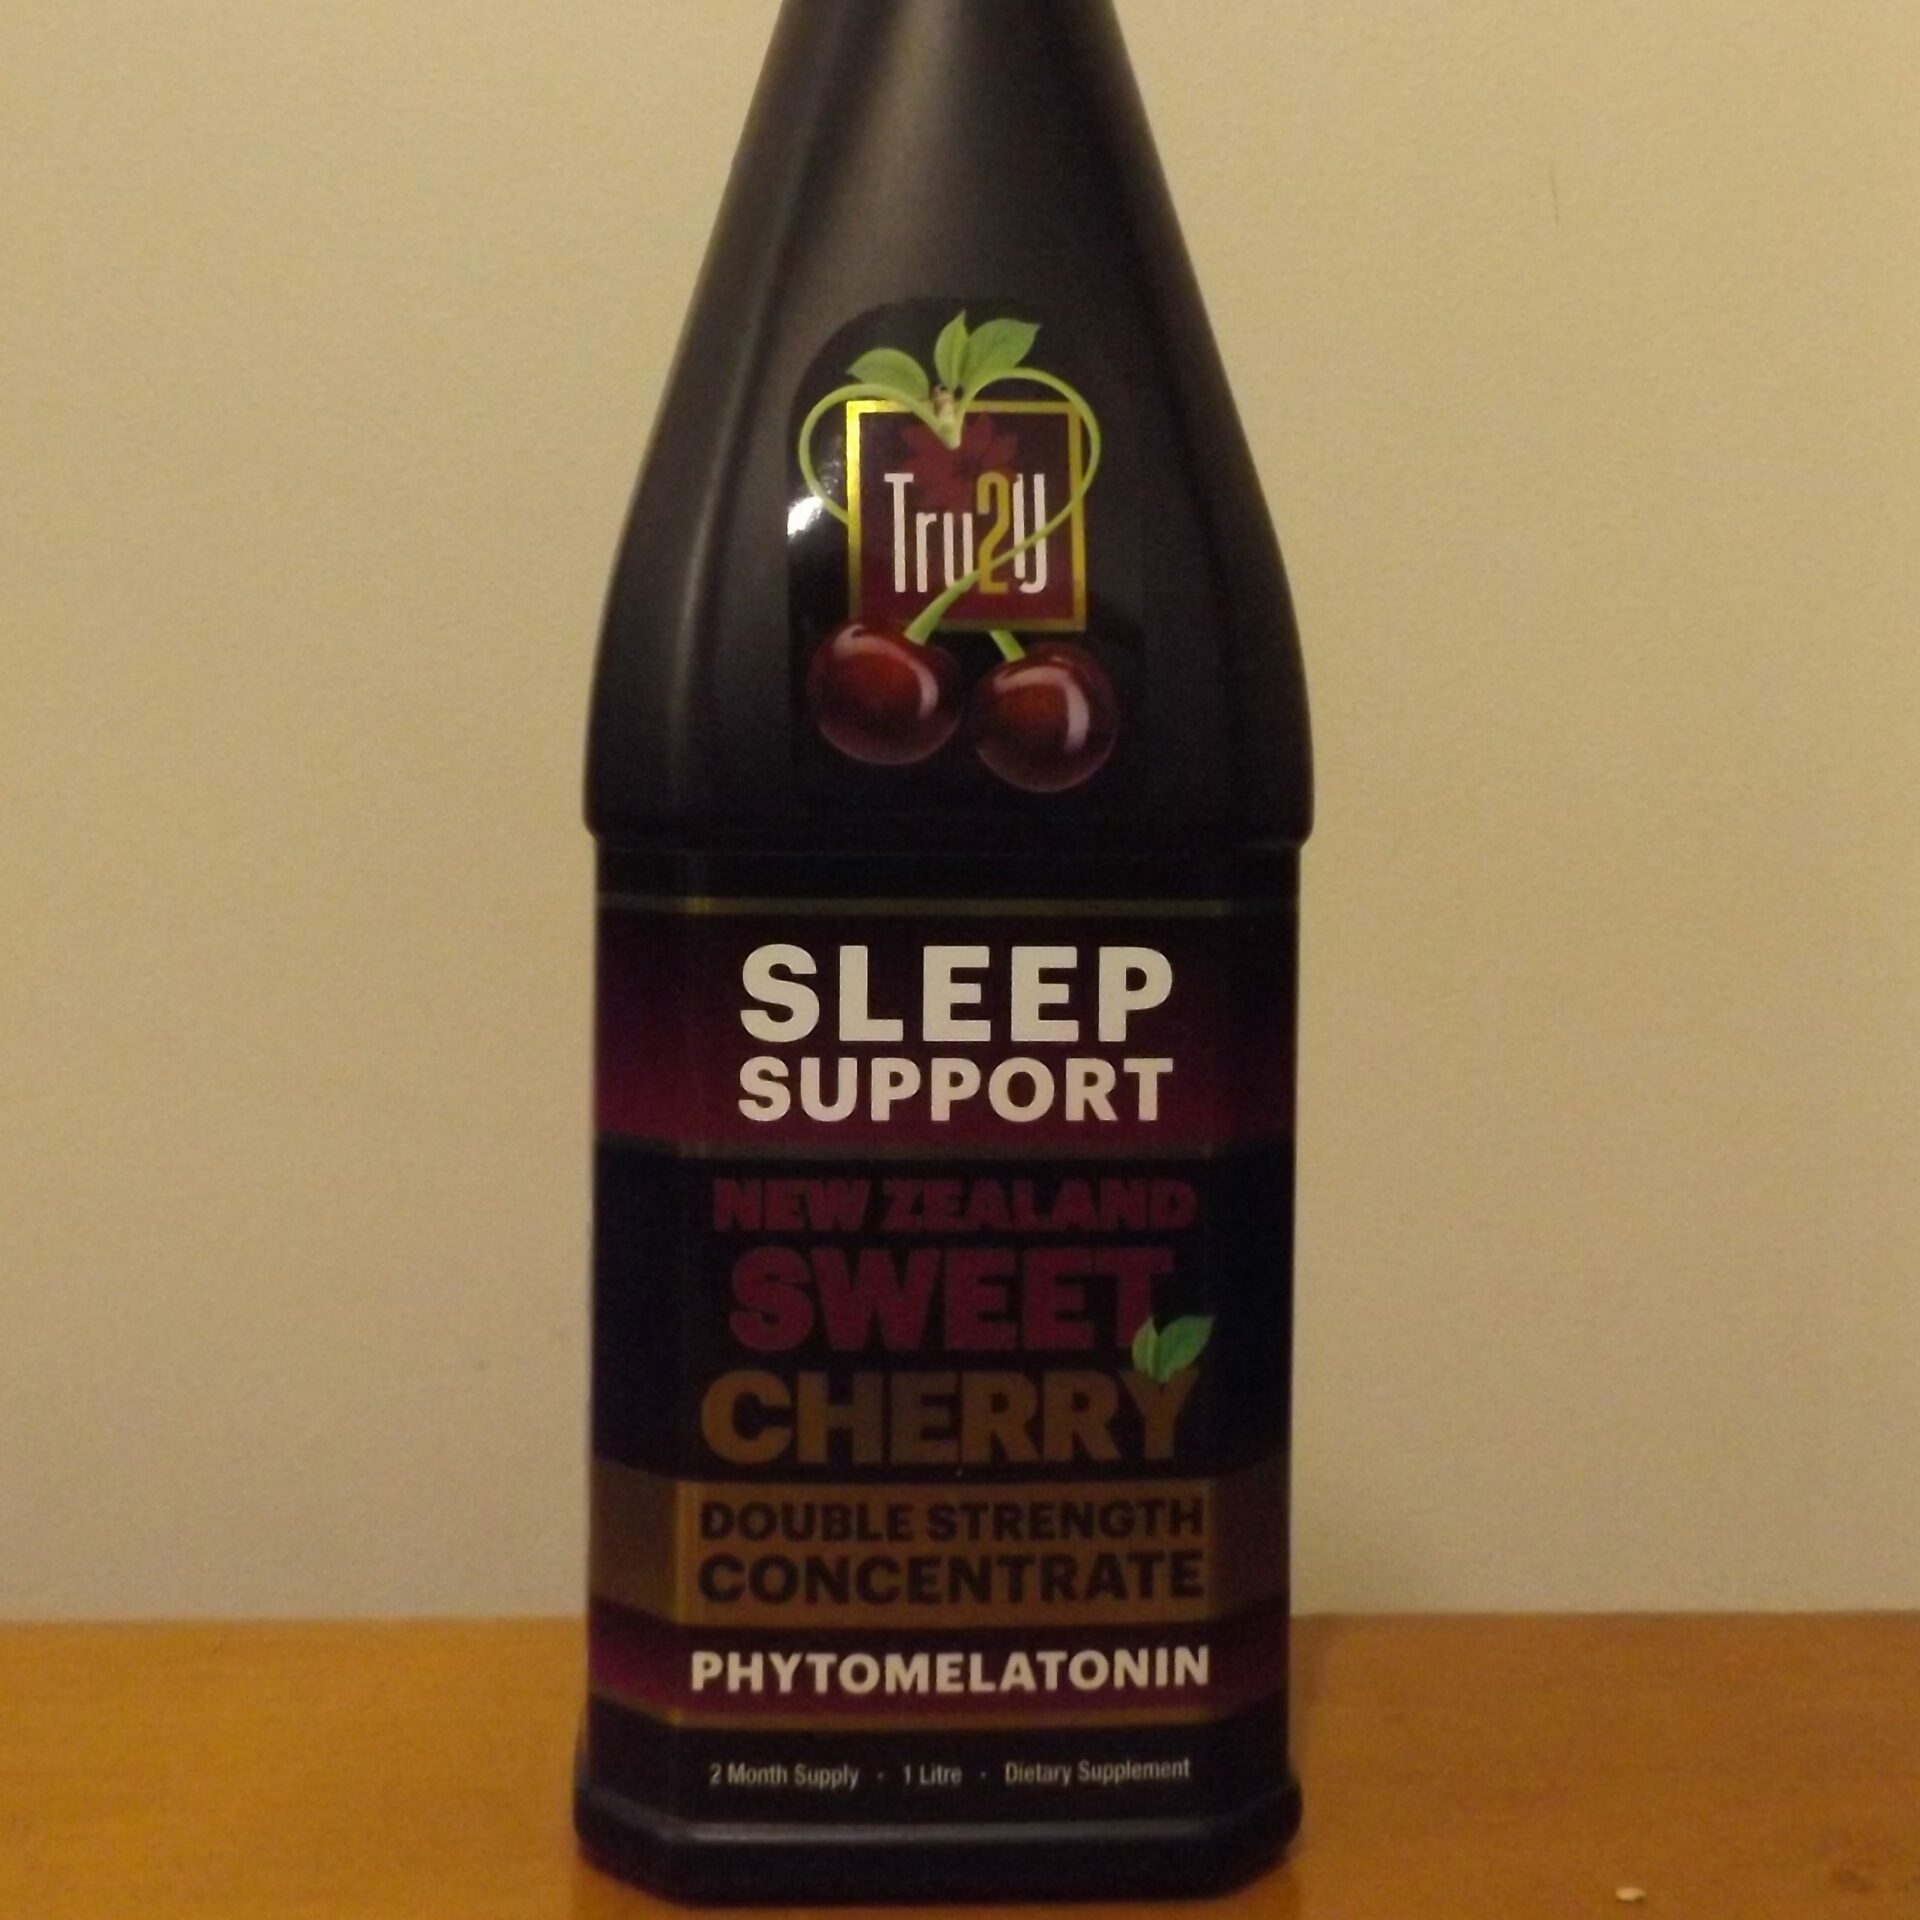 Tru2U
SLEEP
SUPPORT
NEW ZEALAND
SWEET
CHERRY
DOUBLE STRENGTH
CONCENTRATE
PHYTOMELATONIN
2 Month Supply · 1 Litre · Dietary Supplement